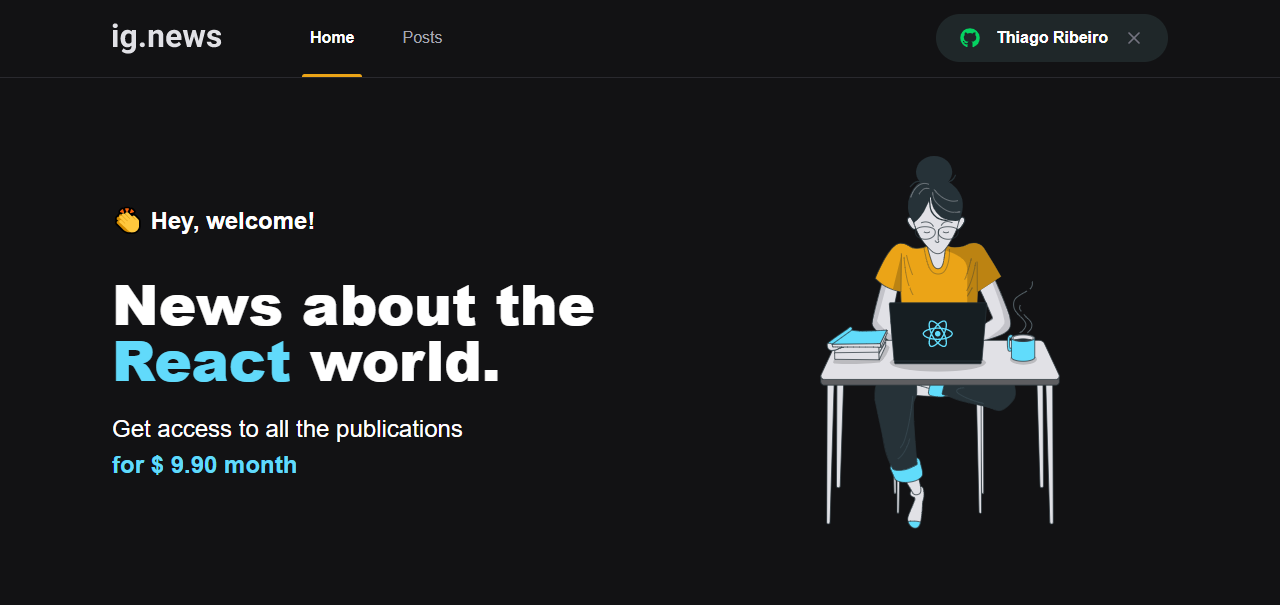 ig.news
Home
Posts
Thiago Ribeiro
👏 Hey, welcome!
News about the
React world.
Get access to all the publications
for $ 9.90 month